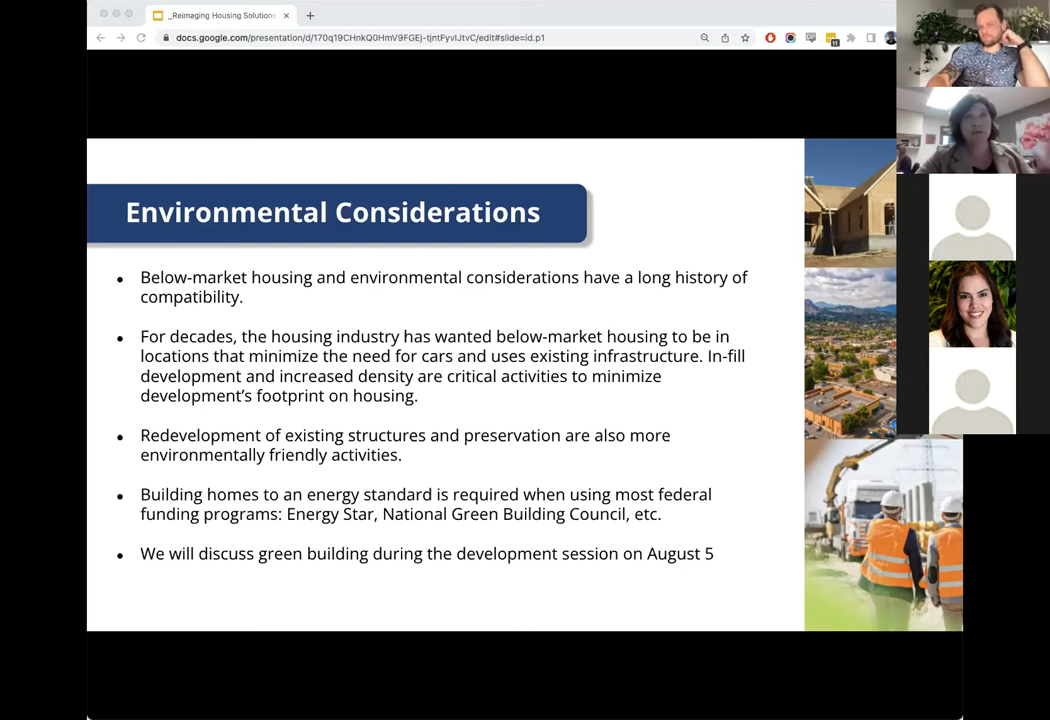 _Reimaging Housing Solutions
docs.google.com/presentation/d/170q19CHnkQ0HmV9FGEj-tjntFyvIJtvC/edit#slide=id.p1
11
Environmental Considerations
• Below-market housing and environmental considerations have a long history of
compatibility.
• For decades, the housing industry has wanted below-market housing to be in
locations that minimize the need for cars and uses existing infrastructure. In-fill
development and increased density are critical activities to minimize
development's footprint on housing.
• Redevelopment of existing structures and preservation are also more
environmentally friendly activities.
• Building homes to an energy standard is required when using most federal
funding programs: Energy Star, National Green Building Council, etc.
• We will discuss green building during the development session on August 5